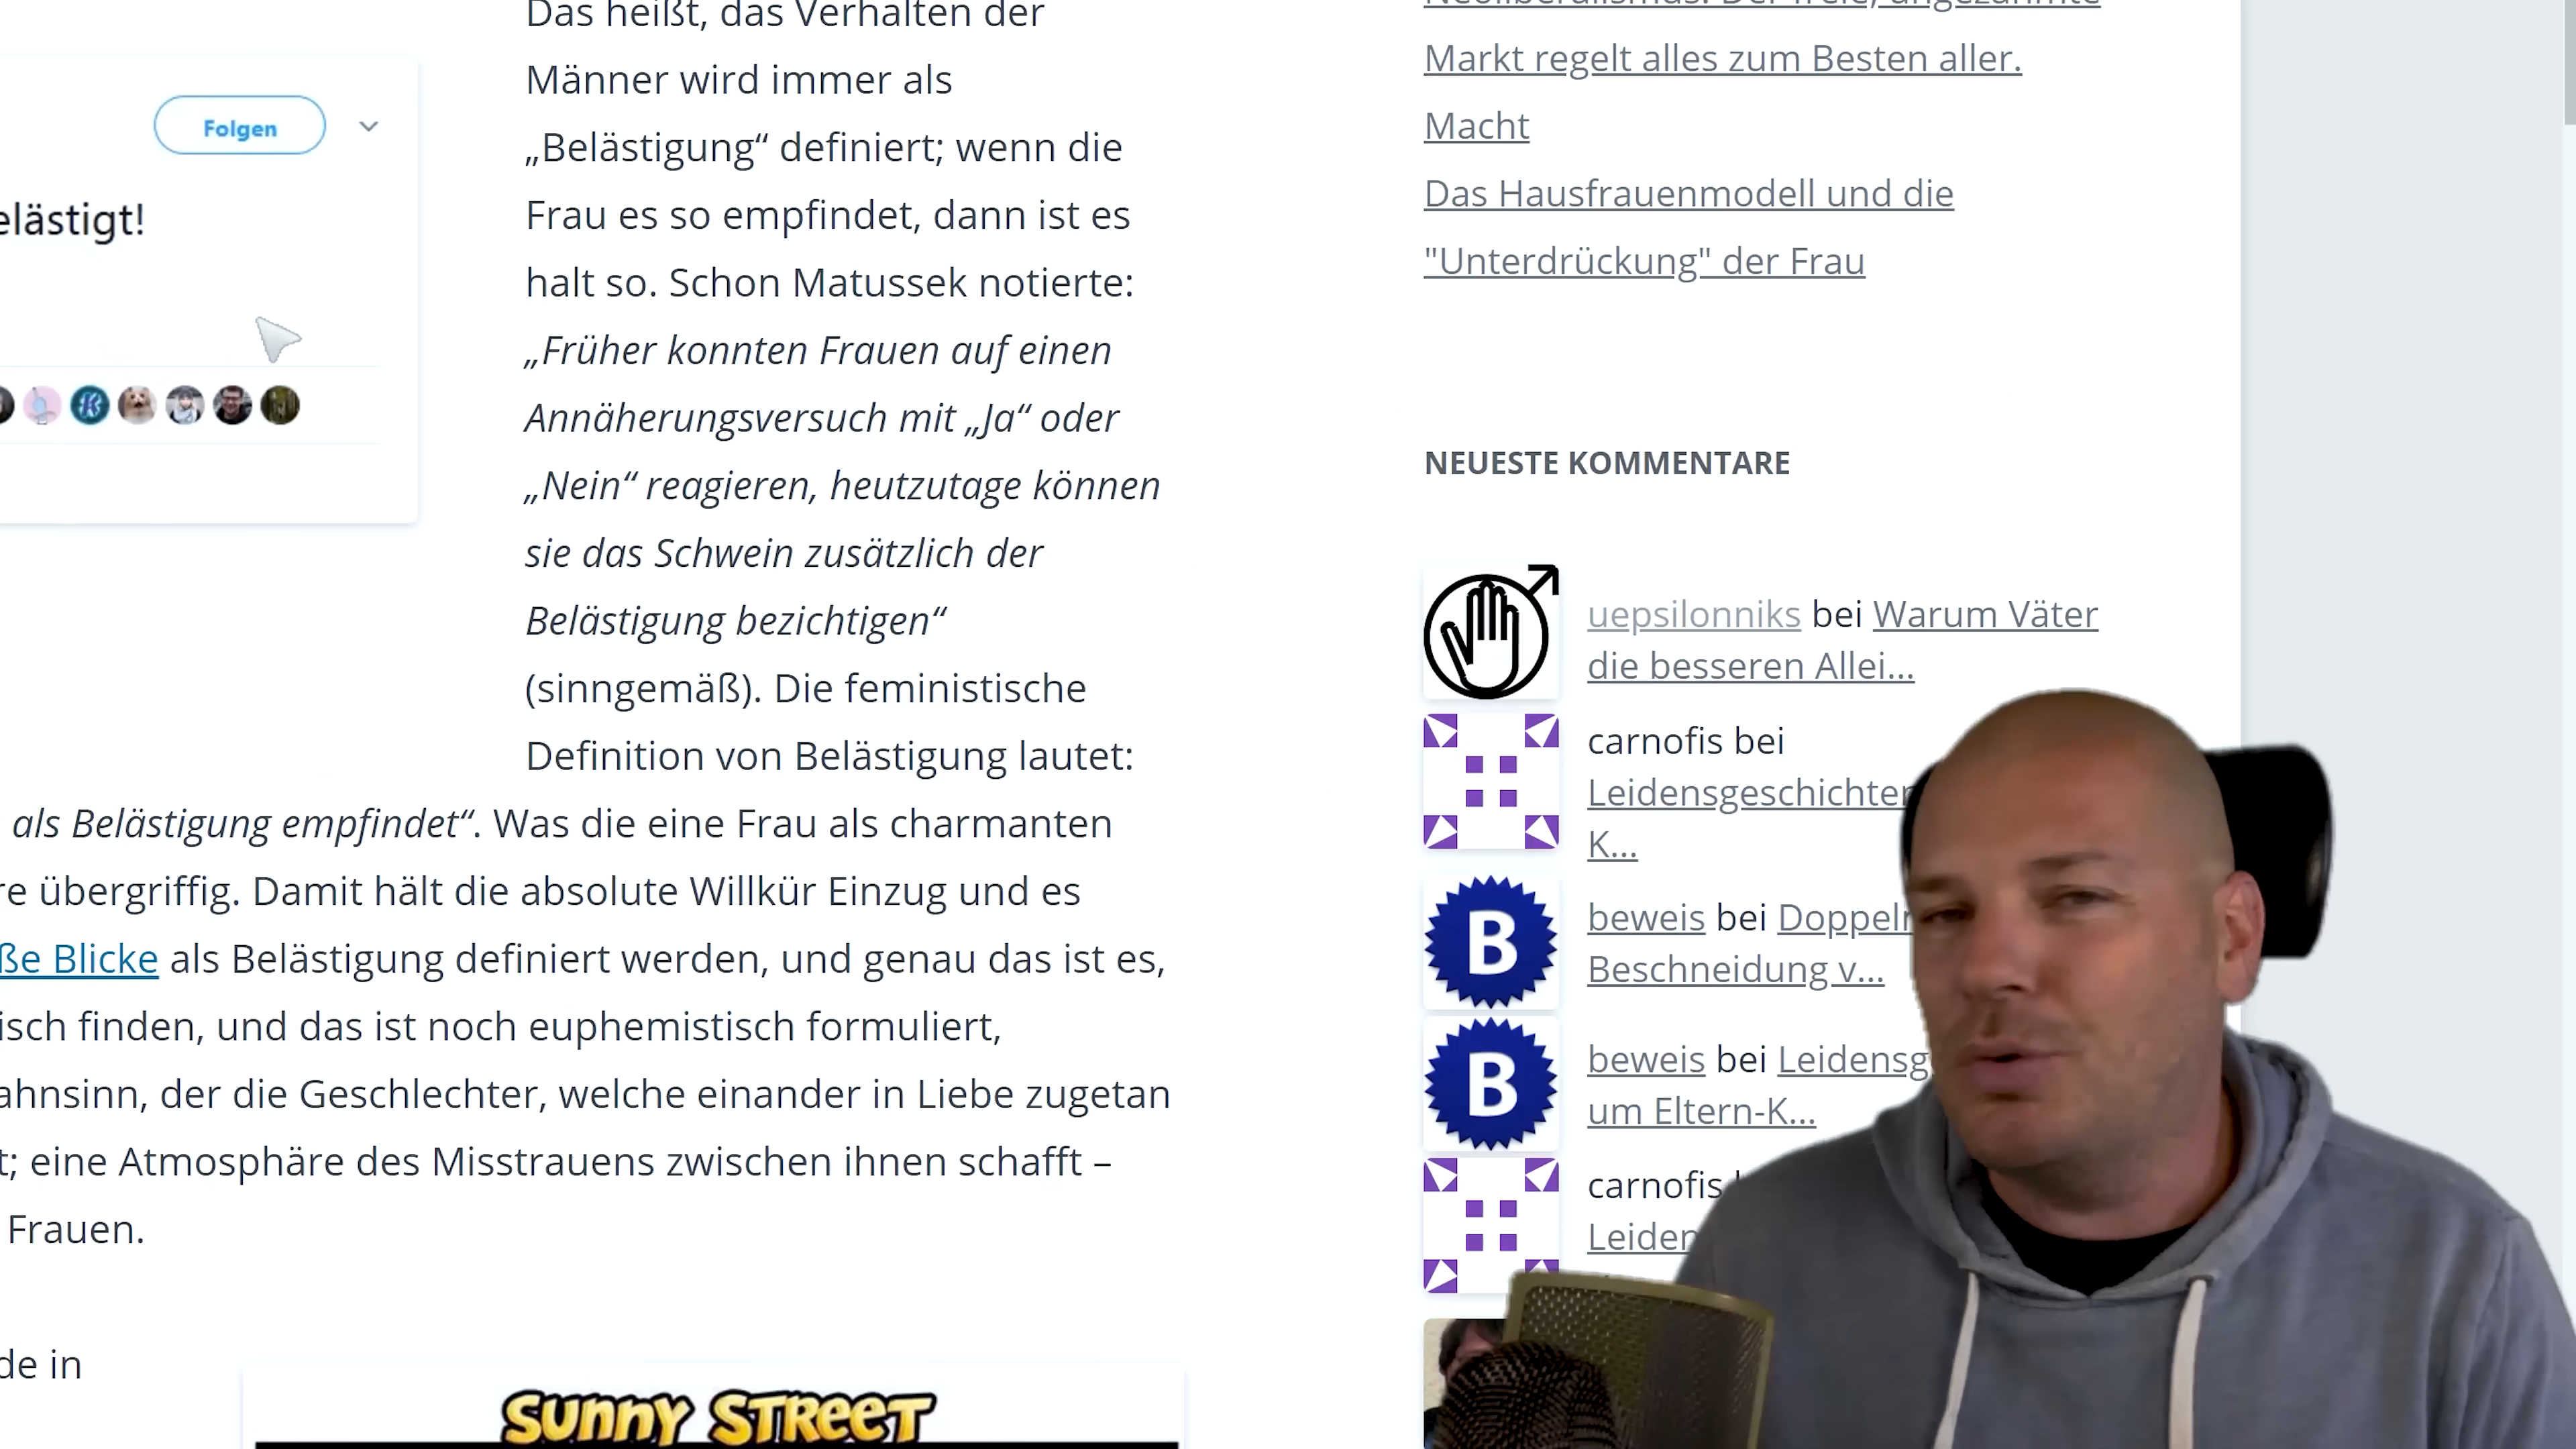 Folgen
elästigt!
Das heißt, das Verhalten der
Männer wird immer als
„Belästigung“ definiert; wenn die
Frau es so empfindet, dann ist es
halt so. Schon Matussek notierte:
„Früher konnten Frauen auf einen
Annäherungsversuch mit „Ja“ oder
„Nein“ reagieren, heutzutage können
sie das Schwein zusätzlich der
Belästigung bezichtigen“
(sinngemäß). Die feministische
Definition von Belästigung lautet:
als Belästigung empfindet“. Was die eine Frau als charmanten
re übergriffig. Damit hält die absolute Willkür Einzug und es
ße Blicke als Belästigung definiert werden, und genau das ist es,
isch finden, und das ist noch euphemistisch formuliert,
ahnsinn, der die Geschlechter, welche einander in Liebe zugetan
t; eine Atmosphäre des Misstrauens zwischen ihnen schafft –
Frauen.
de in
SUNNY STREET
Neoliberalismus: Der freie, ungezähmte
Markt regelt alles zum Besten aller.
Macht
Das Hausfrauenmodell und die
"Unterdrückung" der Frau
NEUESTE KOMMENTARE
uepsilonniks bei Warum Väter
die besseren Allei...
carnofis bei
Leidensgeschichten
K...
B
beweis bei Doppel
Beschneidung v...
B
beweis bei Leidensg
um Eltern-K...
carnofis
Leiden